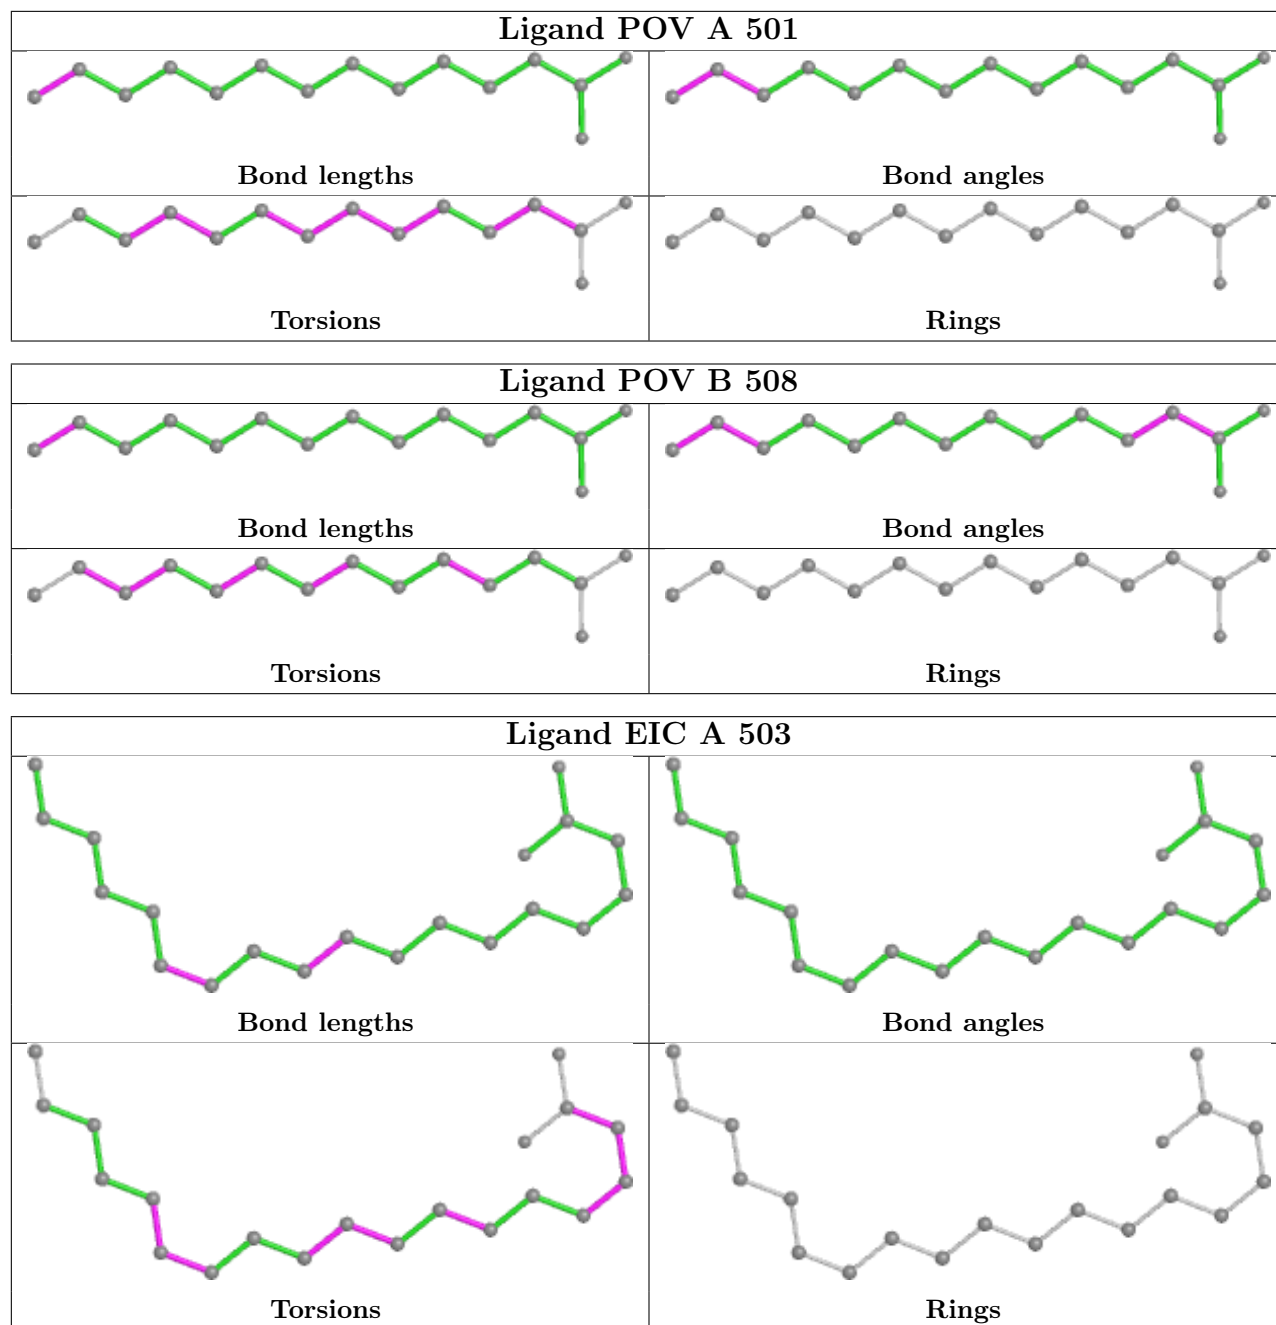 Ligand POV A 501
Bond lengths
Bond angles
Torsions
Rings
Ligand POV B 508
Bond lengths
Bond angles
Torsions
Rings
Ligand EIC A 503
Bond lengths
Bond angles
Torsions
Rings